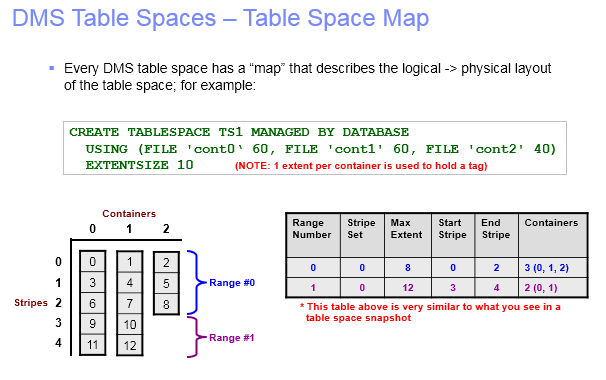 DMS Table Spaces – Table Space Map
▪ Every DMS table space has a “map” that describes the logical -> physical layout
of the table space; for example:
CREATE TABLESPACE TS1 MANAGED BY DATABASE
USING (FILE 'cont0‘ 60, FILE 'cont1' 60, FILE 'cont2' 40)
EXTENTSIZE 10 (NOTE: 1 extent per container is used to hold a tag)
Containers
0 1 2
0 0 1 2
1 3 4 5
Stripes 2 6 7 8
3 9 10
4 11 12
Range #0
Range #1
Range Number Stripe Set Max Extent Start Stripe End Stripe Containers
0 0 8 0 2 3 (0, 1, 2)
1 0 12 3 4 2 (0, 1)
* This table above is very similar to what you see in a
table space snapshot